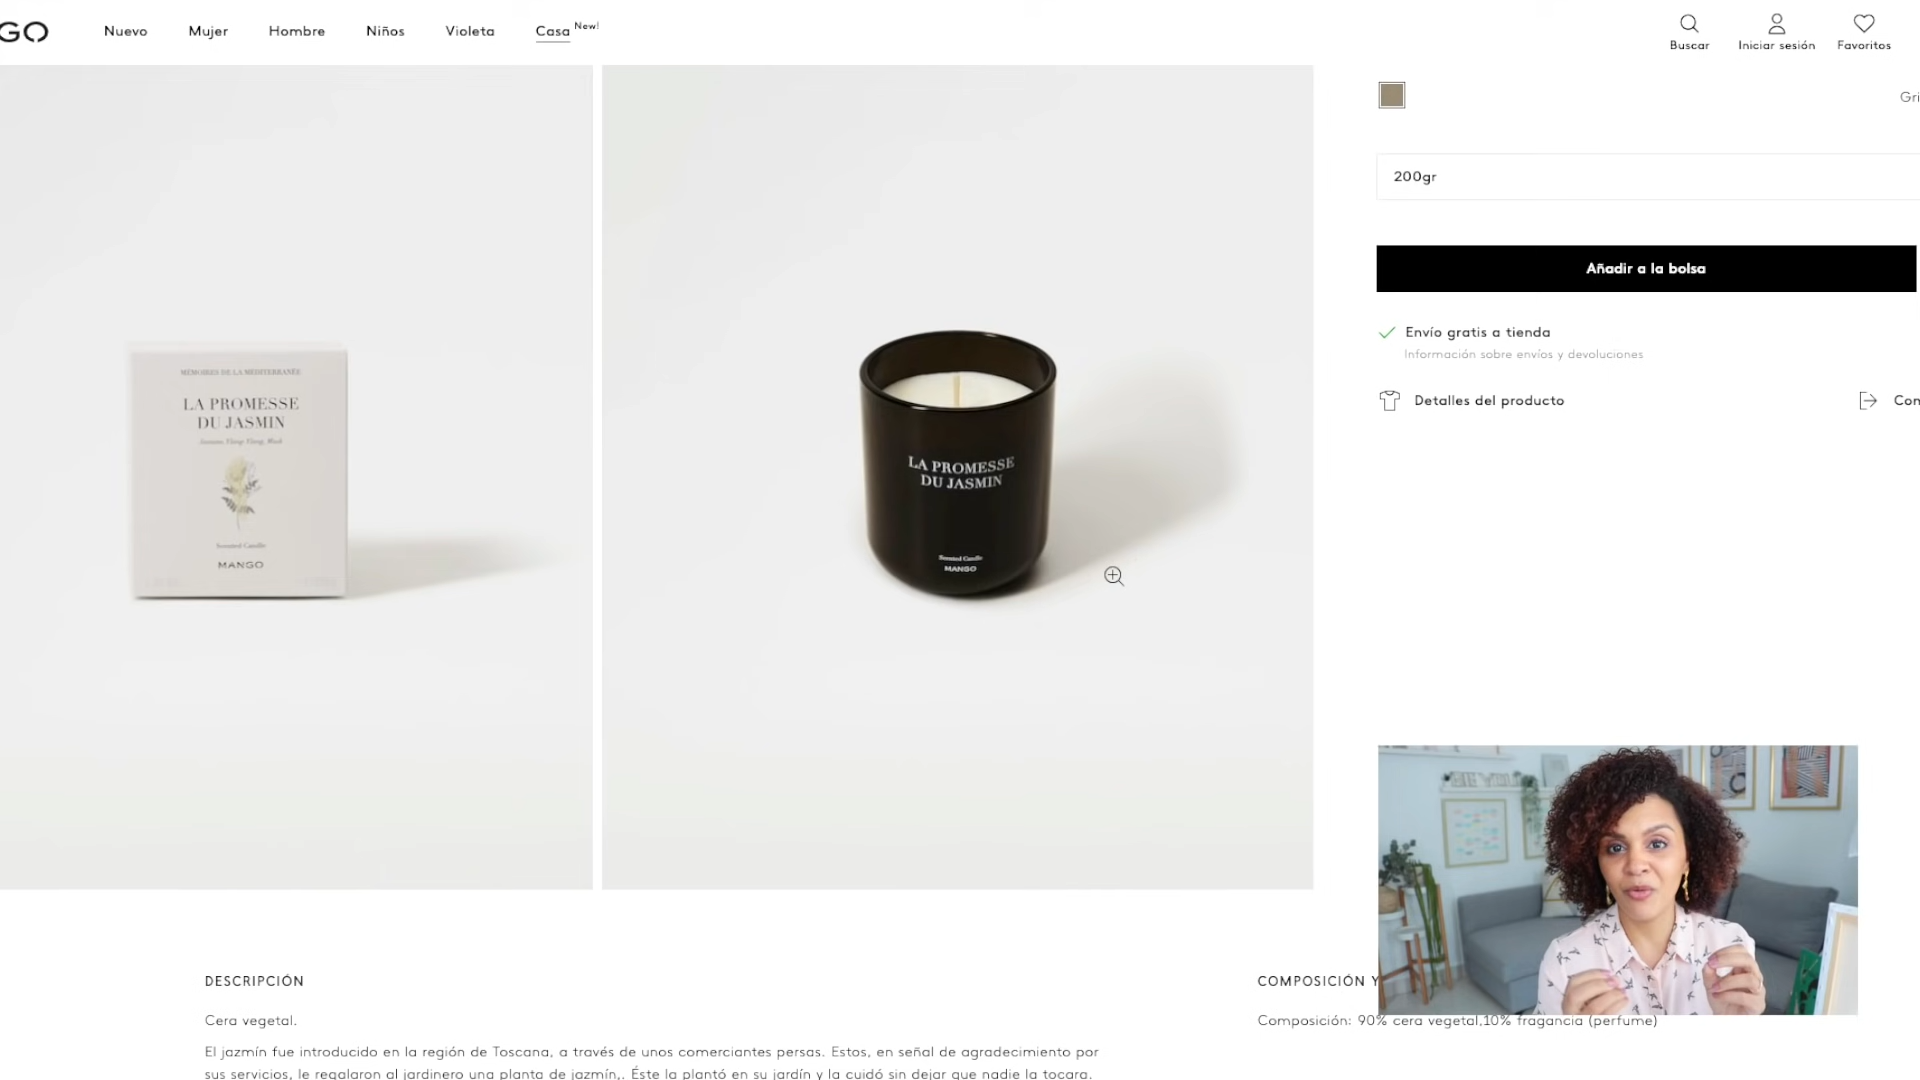 GO
Nuevo
Mujer
Hombre
Niños
Violeta
Casa New!
Buscar
Iniciar sesión
Favoritos
Gri
200gr
Añadir a la bolsa
Envío gratis a tienda
Información sobre envíos y devoluciones
Detalles del producto
Com
MÉMOIRES DE LA MÉDITERRANÉE
LA PROMESSE
DU JASMIN
Scented Candle
MANGO
LA PROMESSE
DU JASMIN
Scented Candle
MANGO
DESCRIPCIÓN
Cera vegetal.
El jazmín fue introducido en la región de Toscana, a través de unos comerciantes persas. Estos, en señal de agradecimiento por
sus servicios, le regalaron al jardinero una planta de jazmín,. Éste la plantó en su jardín y la cuidó sin dejar que nadie la tocara.
COMPOSICIÓN Y
Composición: 90% cera vegetal,10% fragancia (perfume)